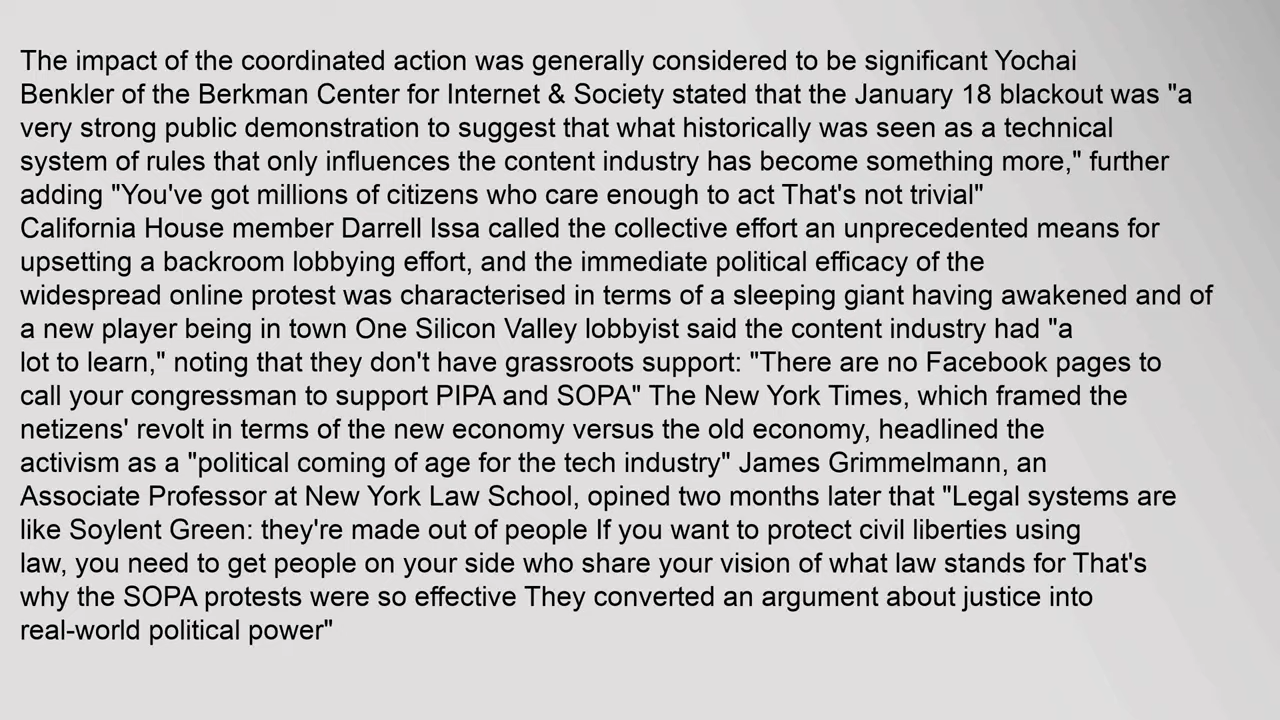 The impact of the coordinated action was generally considered to be significant Yochai
Benkler of the Berkman Center for Internet & Society stated that the January 18 blackout was "a
very strong public demonstration to suggest that what historically was seen as a technical
system of rules that only influences the content industry has become something more," further
adding "You've got millions of citizens who care enough to act That's not trivial"
California House member Darrell Issa called the collective effort an unprecedented means for
upsetting a backroom lobbying effort, and the immediate political efficacy of the
widespread online protest was characterised in terms of a sleeping giant having awakened and of
a new player being in town One Silicon Valley lobbyist said the content industry had "a
lot to learn," noting that they don't have grassroots support: "There are no Facebook pages to
call your congressman to support PIPA and SOPA" The New York Times, which framed the
netizens' revolt in terms of the new economy versus the old economy, headlined the
activism as a "political coming of age for the tech industry" James Grimmelmann, an
Associate Professor at New York Law School, opined two months later that "Legal systems are
like Soylent Green: they're made out of people If you want to protect civil liberties using
law, you need to get people on your side who share your vision of what law stands for That's
why the SOPA protests were so effective They converted an argument about justice into
real-world political power"